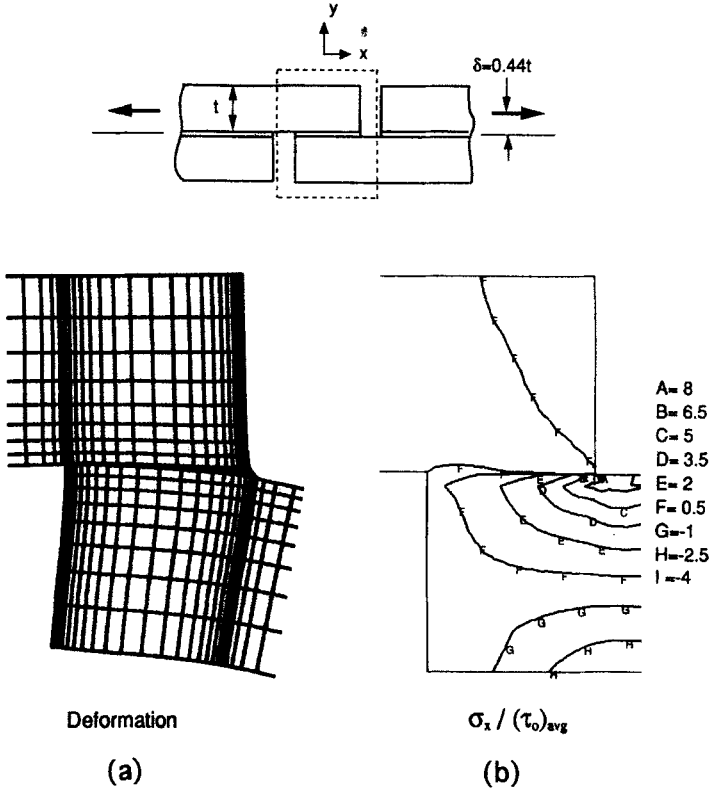 y
x
δ=0.44t
t
A= 8
B= 6.5
C= 5
D= 3.5
E= 2
F= 0.5
G=-1
H=-2.5
I =-4
F
F
F
F
F
F
F
E
D
C
F
E
D
F
E
E
F
F
F
F
G
G
G
G
G
H
H
H
H
Deformation
σx / (τo)avg
(a)
(b)